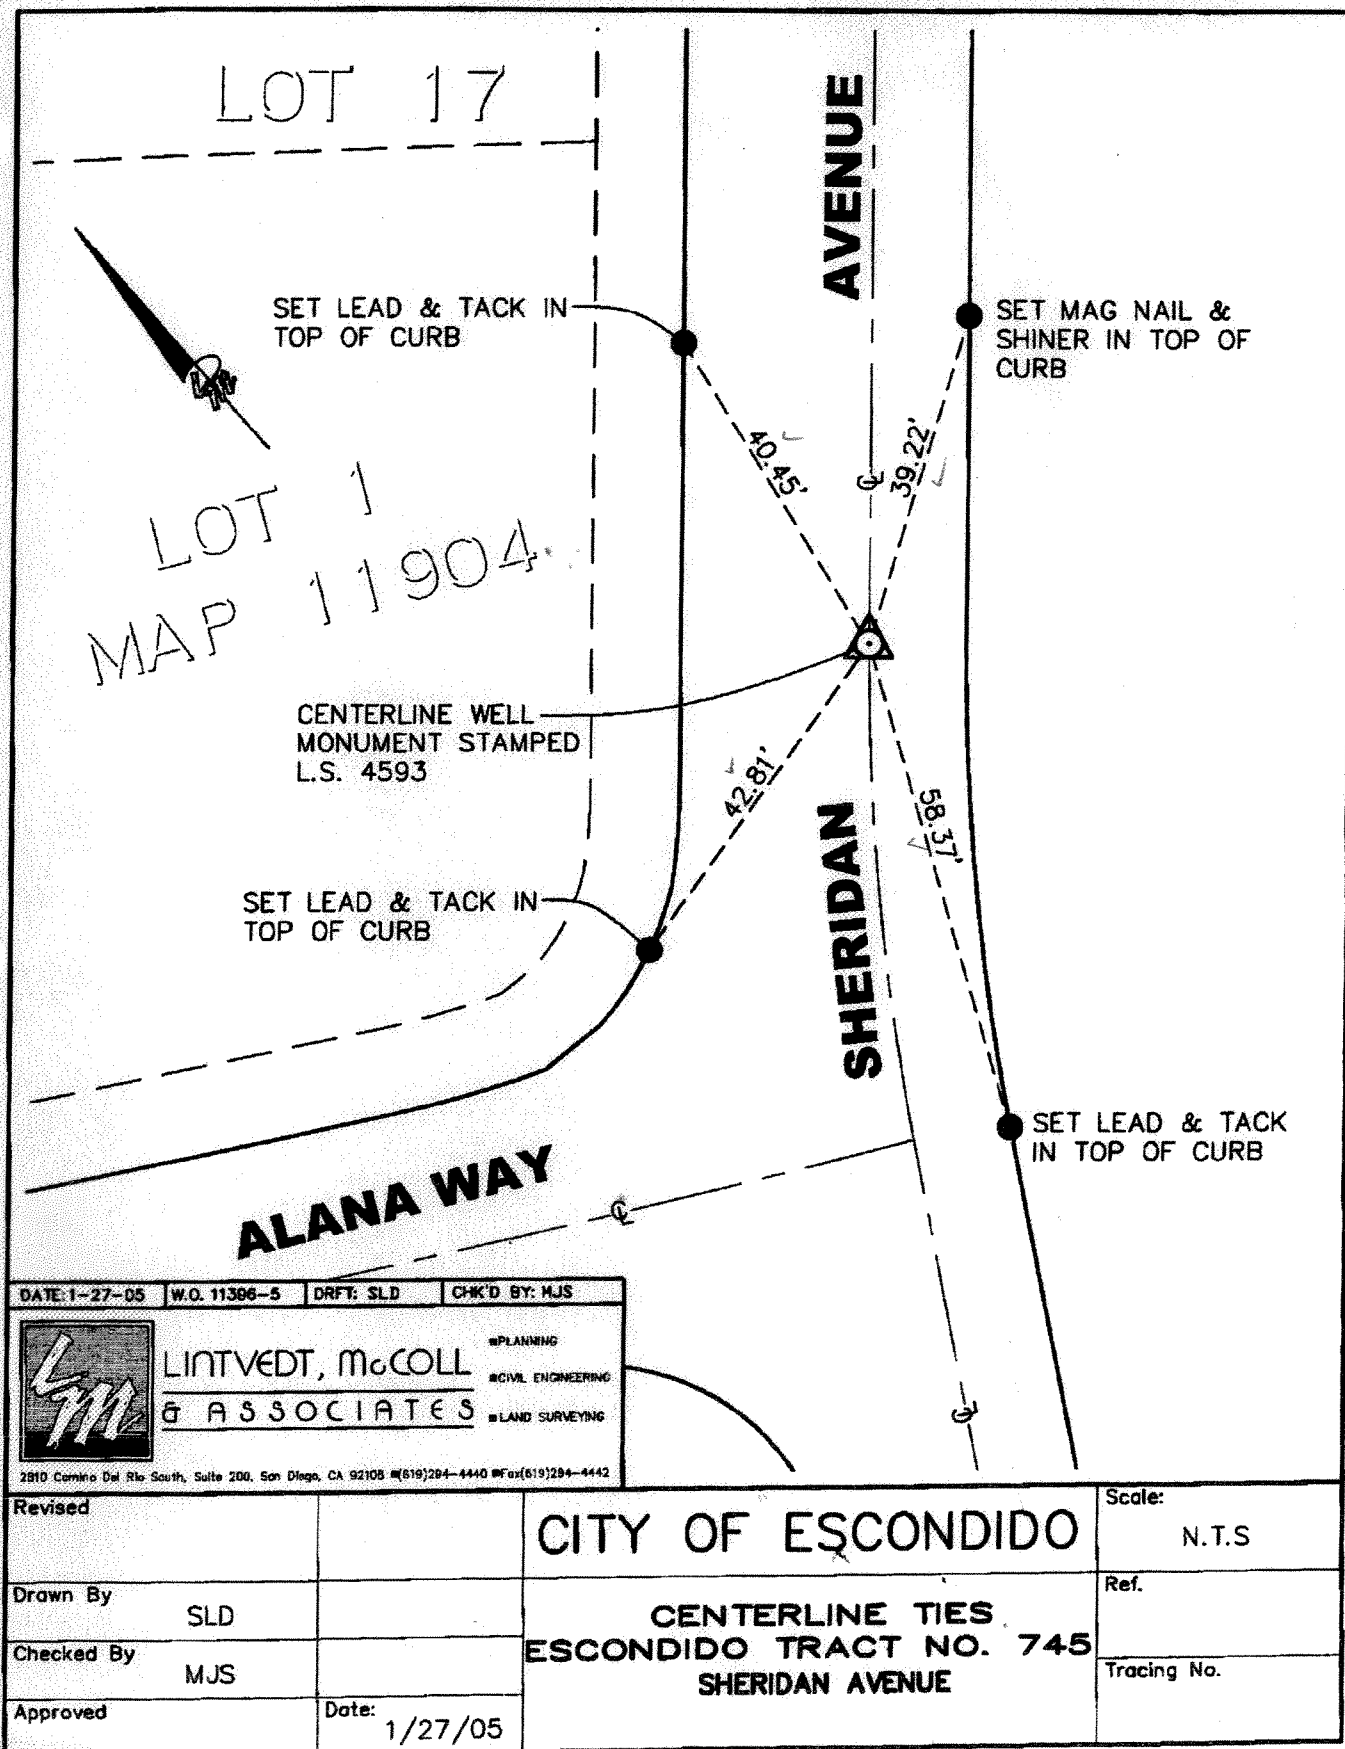 LOT 17
AVENUE
SET LEAD & TACK IN
TOP OF CURB
SET MAG NAIL &
SHINER IN TOP OF
CURB
40.45'
39.22'
LOT 1
MAP 11904
CENTERLINE WELL
MONUMENT STAMPED
L.S. 4593
42.81'
58.37'
SHERIDAN
SET LEAD & TACK IN
TOP OF CURB
SET LEAD & TACK
IN TOP OF CURB
ALANA WAY
DATE: 1-27-05 W.O. 11396-5 DRFT: SLD CHK'D BY: MJS
LM
LINTVEDT, McCOLL
& ASSOCIATES
PLANNING
CIVIL ENGINEERING
LAND SURVEYING
2810 Camino Del Rio South, Suite 200, San Diego, CA 92108 (619)294-4440 Fax(619)294-4442
Revised
CITY OF ESCONDIDO
Scale:
N.T.S
Drawn By
SLD
CENTERLINE TIES
ESCONDIDO TRACT NO. 745
SHERIDAN AVENUE
Ref.
Checked By
MJS
Tracing No.
Approved
Date:
1/27/05